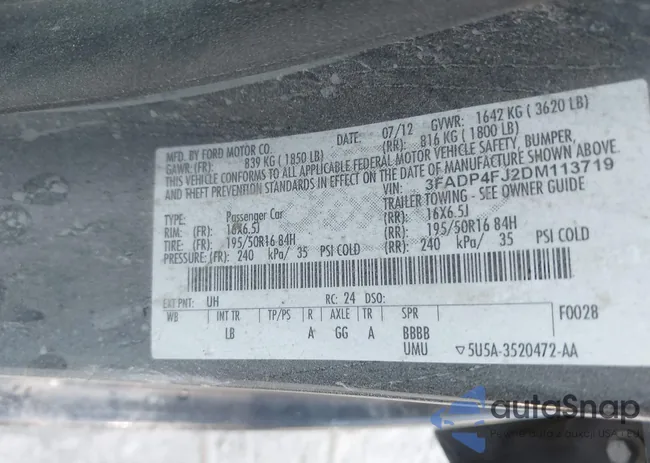 MFD. BY FORD MOTOR CO.
DATE: 07/12 GVWR: 1642 KG ( 3620 LB)
GAWR: (FR): 839 KG ( 1850 LB) (RR): 816 KG ( 1800 LB)
THIS VEHICLE CONFORMS TO ALL APPLICABLE FEDERAL MOTOR VEHICLE SAFETY, BUMPER,
AND THEFT PREVENTION STANDARDS IN EFFECT ON THE DATE OF MANUFACTURE SHOWN ABOVE.
VIN: 3FADP4FJ2DM113719
TYPE: Passenger Car TRAILER TOWING - SEE OWNER GUIDE
RIM: (FR): 16X6.5J (RR): 16X6.5J
TIRE: (FR): 195/50R16 84H (RR): 195/50R16 84H
PRESSURE: (FR): 240 kPa/ 35 PSI COLD (RR): 240 kPa/ 35 PSI COLD
EXT PNT: UH RC: 24 DSO:
WB INT TR TP/PS R AXLE TR SPR F0028
LB A GG A BBBB
UMU ▽5U5A-3520472-AA
autoSnap